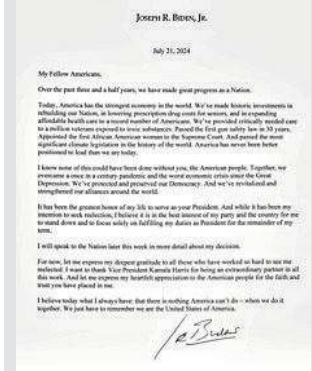 JOSEPH R. BIDEN, JR.
July 21, 2024
My Fellow Americans,
Over the past three and a half years, we have made great progress as a Nation.
Today, America has the strongest economy in the world. We've made historic investments in
rebuilding our Nation, in lowering prescription drug costs for seniors, and in expanding
affordable health care to a record number of Americans. We've provided critically needed care
to a million veterans exposed to toxic substances. Passed the first gun safety law in 30 years.
Appointed the first African American woman to the Supreme Court. And passed the most
significant climate legislation in the history of the world. America has never been better
positioned to lead than we are today.
I know none of this could have been done without you, the American people. Together, we
overcame a once in a century pandemic and the worst economic crisis since the Great
Depression. We've protected and preserved our Democracy. And we've revitalized and
strengthened our alliances around the world.
It has been the greatest honor of my life to serve as your President. And while it has been my
intention to seek reelection, I believe it is in the best interest of my party and the country for me
to stand down and to focus solely on fulfilling my duties as President for the remainder of my
term.
I will speak to the Nation later this week in more detail about my decision.
For now, let me express my deepest gratitude to all those who have worked so hard to see me
reelected. I want to thank Vice President Kamala Harris for being an extraordinary partner in all
this work. And let me express my heartfelt appreciation to the American people for the faith and
trust you have placed in me.
I believe today what I always have: that there is nothing America can't do – when we do it
together. We just have to remember we are the United States of America.
Joe Biden